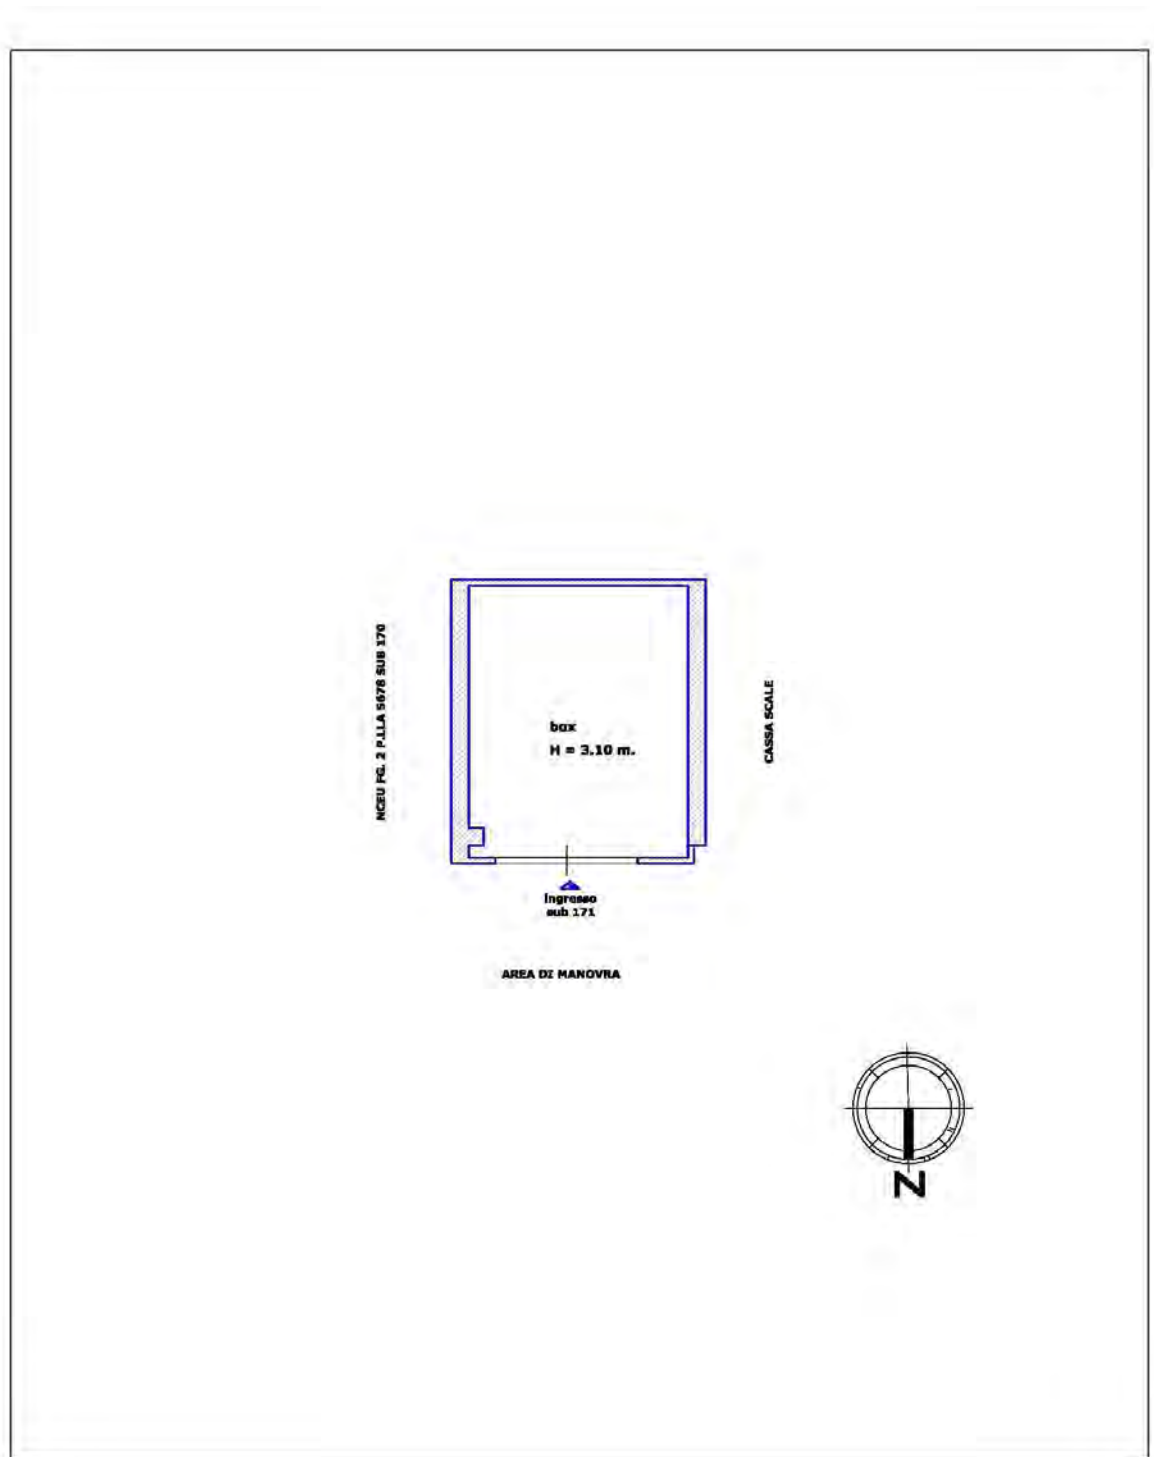 NCEU FG. 2 P.LLA 5678 SUB 170
box
H = 3.10 m.
CASSA SCALE
ingresso
sub 171
AREA DI MANOVRA
N